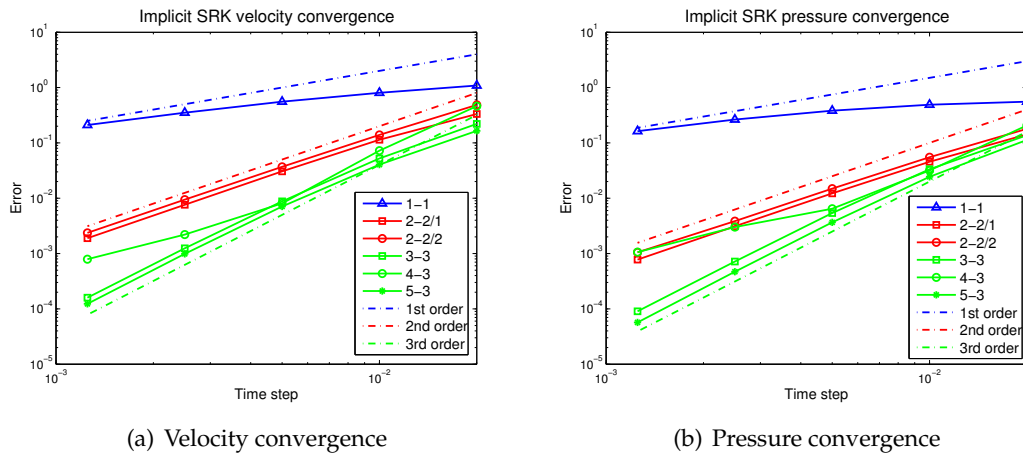 Implicit SRK velocity convergence
10^1
10^0
10^−1
10^−2
10^−3
10^−4
10^−5
Error
1−1
2−2/1
2−2/2
3−3
4−3
5−3
1st order
2nd order
3rd order
10^−3
10^−2
Time step
(a) Velocity convergence
Implicit SRK pressure convergence
10^1
10^0
10^−1
10^−2
10^−3
10^−4
10^−5
Error
1−1
2−2/1
2−2/2
3−3
4−3
5−3
1st order
2nd order
3rd order
10^−3
10^−2
Time step
(b) Pressure convergence